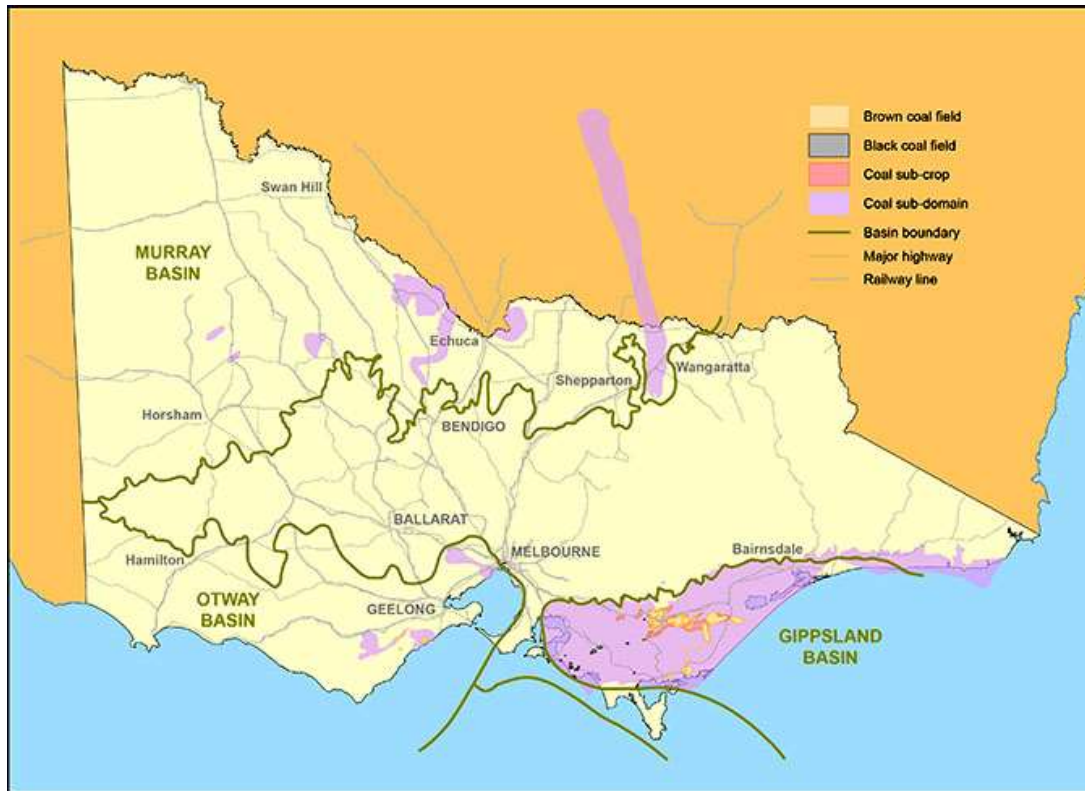 Brown coal field
Black coal field
Coal sub-crop
Coal sub-domain
Basin boundary
Major highway
Railway line
Swan Hill
MURRAY
BASIN
Echuca
Shepparton
Wangaratta
Horsham
BENDIGO
BALLARAT
MELBOURNE
Bairnsdale
Hamilton
OTWAY
BASIN
GEELONG
GIPPSLAND
BASIN